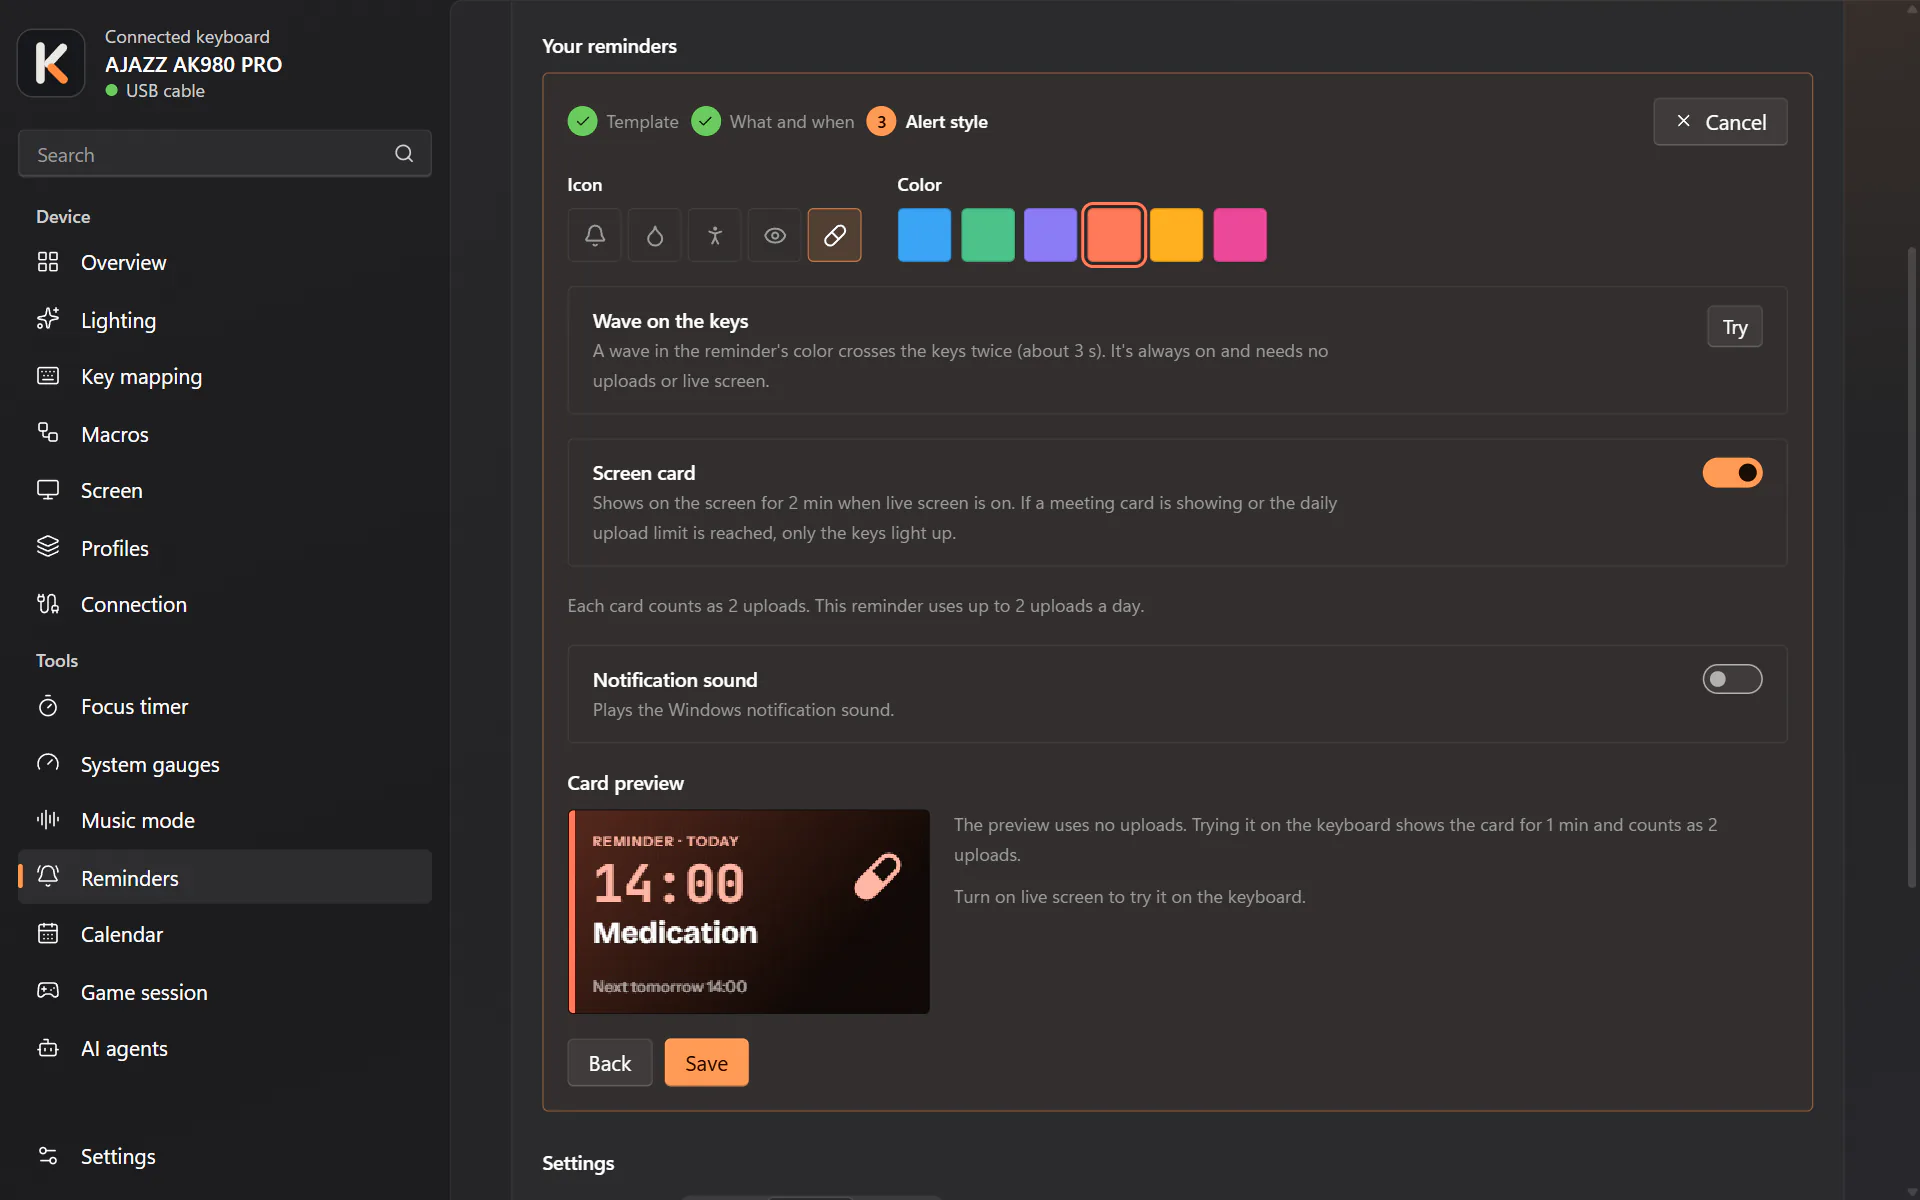 Connected keyboard
AJAZZ AK980 PRO
USB cable
Search
Device
Overview
Lighting
Key mapping
Macros
Screen
Profiles
Connection
Tools
Focus timer
System gauges
Music mode
Reminders
Calendar
Game session
AI agents
Settings
Your reminders
Template
What and when
3 Alert style
Cancel
Icon
Color
Wave on the keys
A wave in the reminder's color crosses the keys twice (about 3 s). It's always on and needs no
uploads or live screen.
Try
Screen card
Shows on the screen for 2 min when live screen is on. If a meeting card is showing or the daily
upload limit is reached, only the keys light up.
Each card counts as 2 uploads. This reminder uses up to 2 uploads a day.
Notification sound
Plays the Windows notification sound.
Card preview
REMINDER · TODAY
14:00
Medication
Next tomorrow 14:00
The preview uses no uploads. Trying it on the keyboard shows the card for 1 min and counts as 2
uploads.
Turn on live screen to try it on the keyboard.
Back
Save
Settings